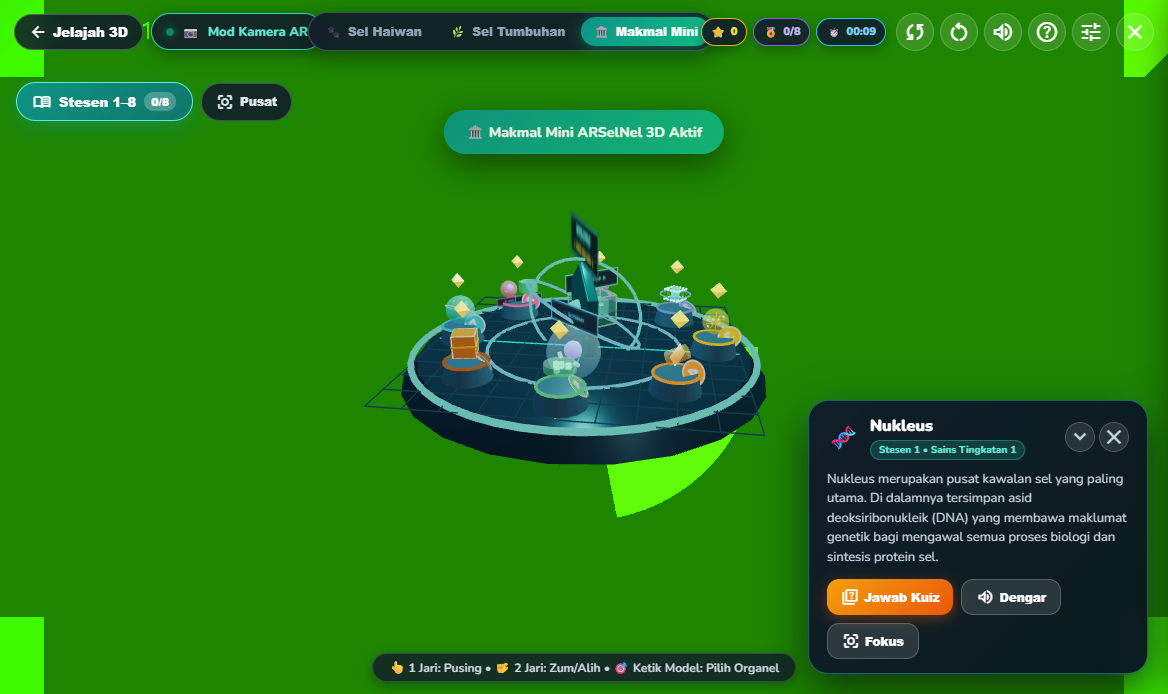 Jelajah 3D
Mod Kamera AR
Sel Haiwan
Sel Tumbuhan
Makmal Mini
0
0/8
00:09
Stesen 1–8 0/8
Pusat
Makmal Mini ARSelNel 3D Aktif
Nukleus
Stesen 1 • Sains Tingkatan 1
Nukleus merupakan pusat kawalan sel yang paling
utama. Di dalamnya tersimpan asid
deoksiribonukleik (DNA) yang membawa maklumat
genetik bagi mengawal semua proses biologi dan
sintesis protein sel.
Jawab Kuiz
Dengar
Fokus
1 Jari: Pusing • 2 Jari: Zum/Alih • Ketik Model: Pilih Organel